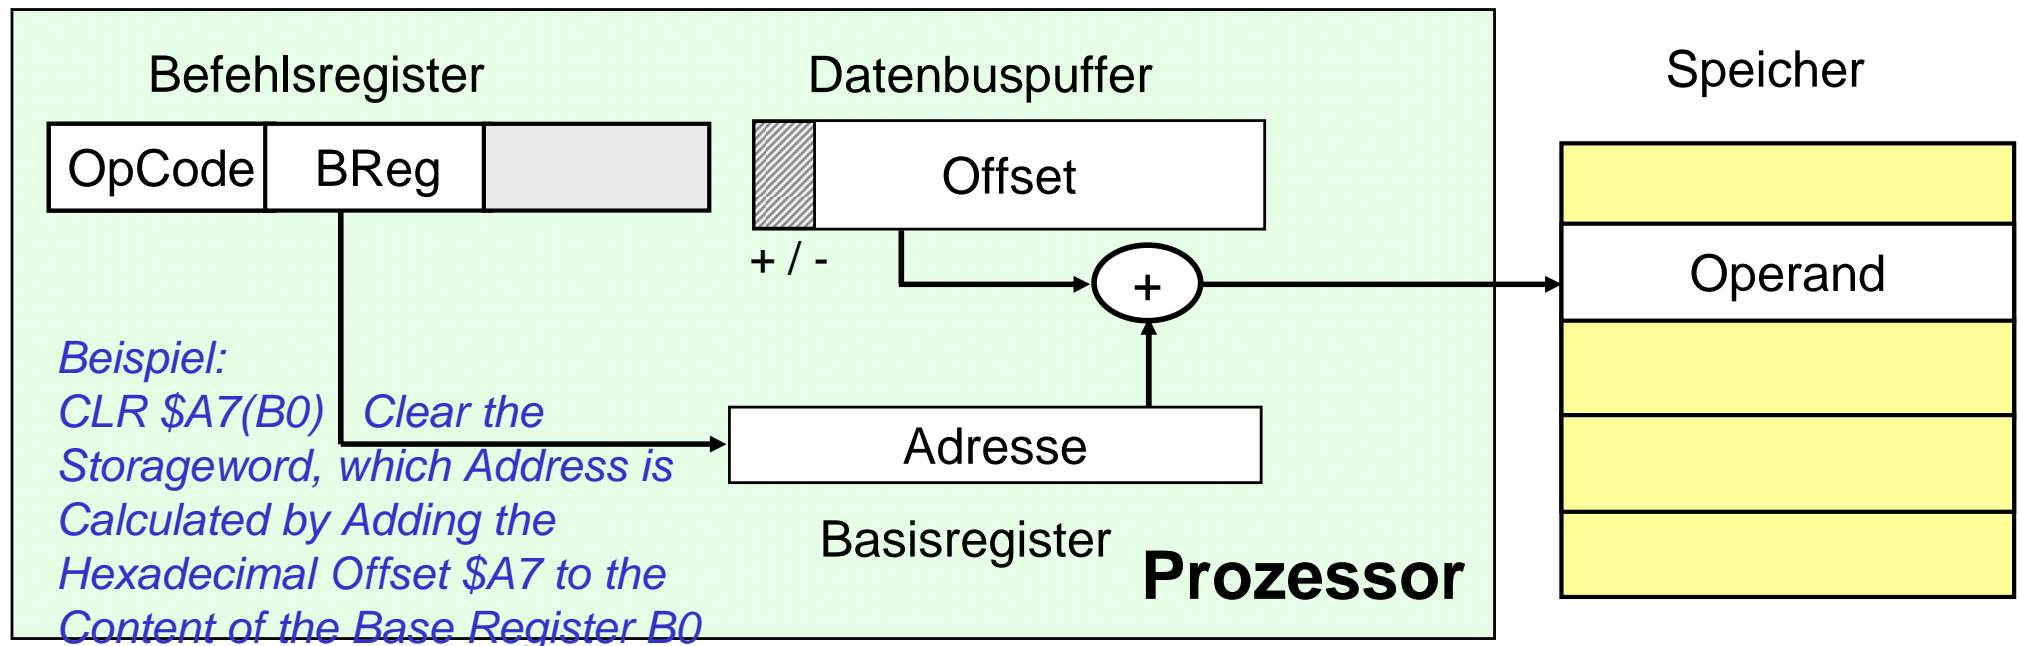 Befehlsregister
Datenbuspuffer
Speicher
OpCode
BReg
Offset
+ / -
+
Operand
Beispiel:
CLR $A7(B0) Clear the
Storageword, which Address is
Calculated by Adding the
Hexadecimal Offset $A7 to the
Content of the Base Register B0
Adresse
Basisregister
Prozessor